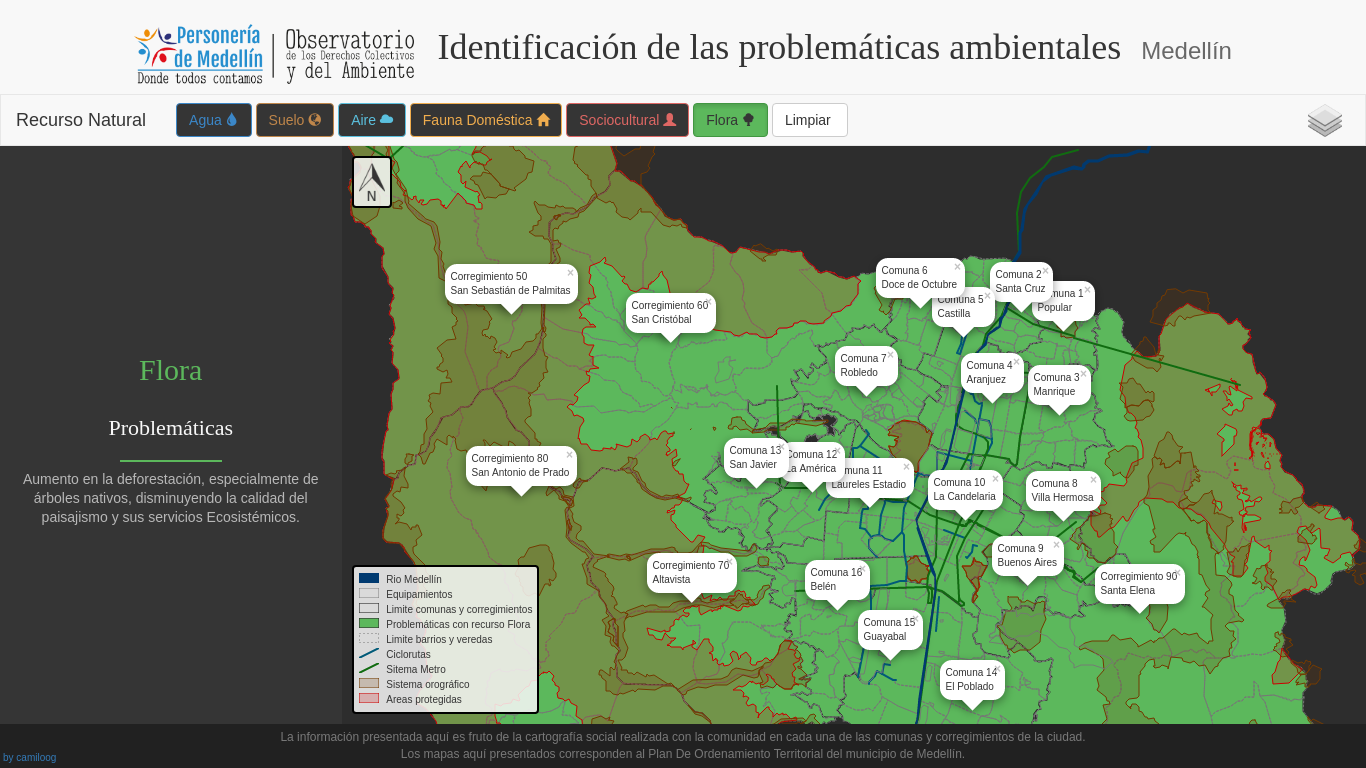 Personería
de Medellín
Donde todos contamos
Observatorio
de los Derechos Colectivos
y del Ambiente
Identificación de las problemáticas ambientales Medellín
Recurso Natural
Agua
Suelo
Aire
Fauna Doméstica
Sociocultural
Flora
Limpiar
N
Flora
Problemáticas
Aumento en la deforestación, especialmente de
árboles nativos, disminuyendo la calidad del
paisajismo y sus servicios Ecosistémicos.
Corregimiento 50
San Sebastián de Palmitas
Corregimiento 60
San Cristóbal
Comuna 6
Doce de Octubre
Comuna 5
Castilla
Comuna 2
Santa Cruz
muna 1
Popular
Comuna 7
Robledo
Comuna 4
Aranjuez
Comuna 3
Manrique
Corregimiento 80
San Antonio de Prado
Comuna 13
San Javier
Comuna 12
La América
muna 11
Laureles Estadio
Comuna 10
La Candelaria
Comuna 8
Villa Hermosa
Comuna 9
Buenos Aires
Corregimiento 70
Altavista
Comuna 16
Belén
Corregimiento 90
Santa Elena
Comuna 15
Guayabal
Comuna 14
El Poblado
Rio Medellín
Equipamientos
Limite comunas y corregimientos
Problemáticas con recurso Flora
Limite barrios y veredas
Ciclorutas
Sitema Metro
Sistema orográfico
Areas protegidas
La información presentada aquí es fruto de la cartografía social realizada con la comunidad en cada una de las comunas y corregimientos de la ciudad.
Los mapas aquí presentados corresponden al Plan De Ordenamiento Territorial del municipio de Medellín.
by camiloog